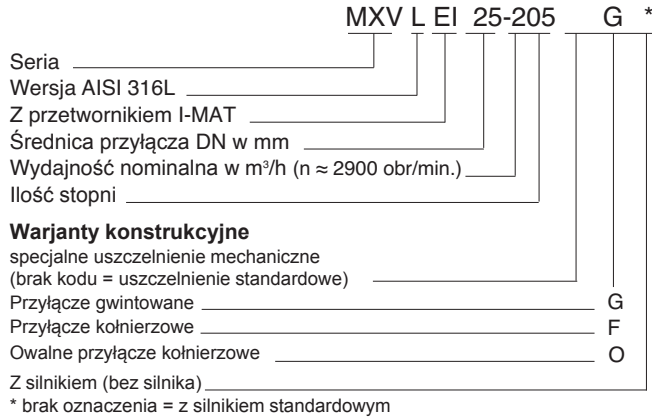 MXV L EI 25-205 G *
Seria
Wersja AISI 316L
Z przetwornikiem I-MAT
Średnica przyłącza DN w mm
Wydajność nominalna w m³/h (n ≈ 2900 obr/min.)
Ilość stopni
Warjanty konstrukcyjne
specjalne uszczelnienie mechaniczne
(brak kodu = uszczelnienie standardowe)
Przyłącze gwintowane G
Przyłącze kołnierzowe F
Owalne przyłącze kołnierzowe O
Z silnikiem (bez silnika)
* brak oznaczenia = z silnikiem standardowym